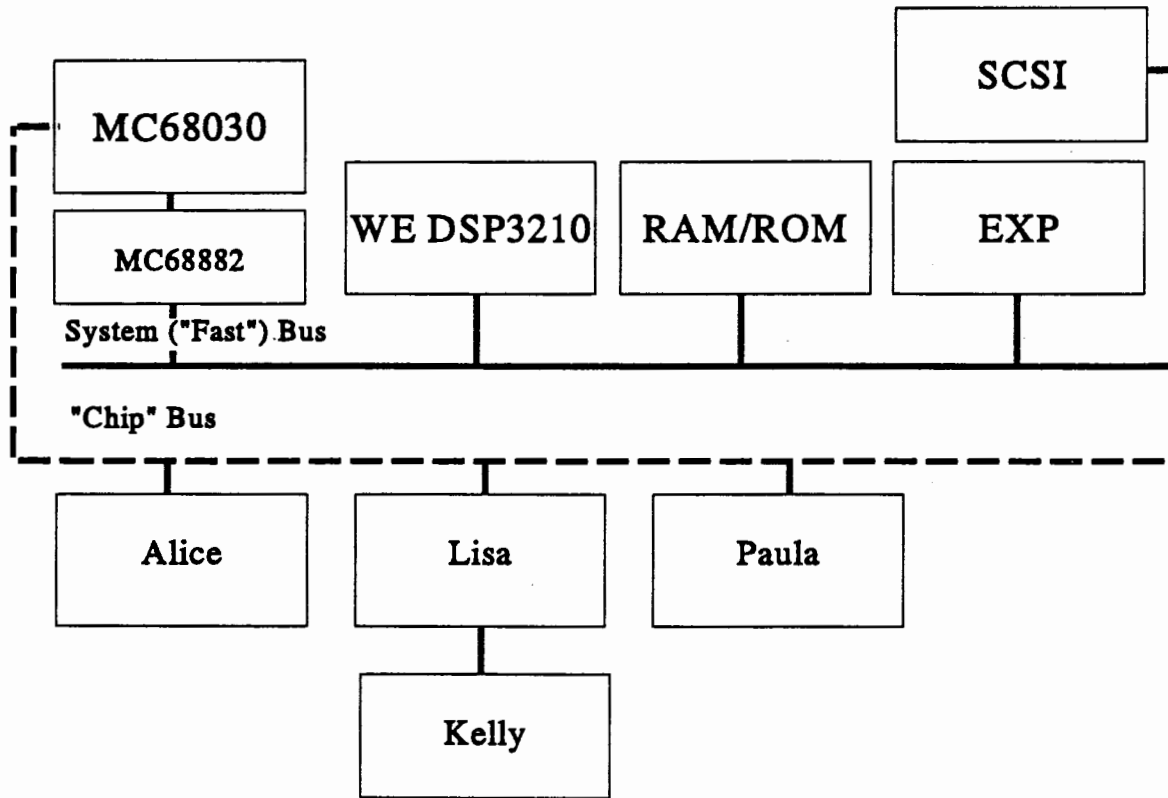 SCSI
MC68030
WE DSP3210
RAM/ROM
EXP
MC68882
System ("Fast") Bus
"Chip" Bus
Alice
Lisa
Paula
Kelly